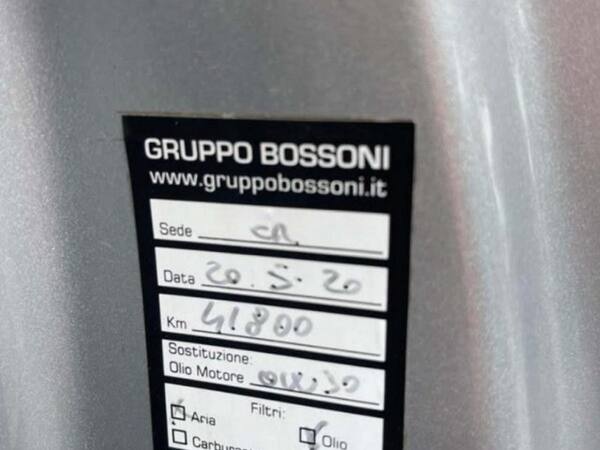 GRUPPO BOSSONI
www.gruppobossoni.it
Sede CR
Data 20.5.20
Km 41800
Sostituzione:
Olio Motore 0W30
Filtri:
Aria Olio